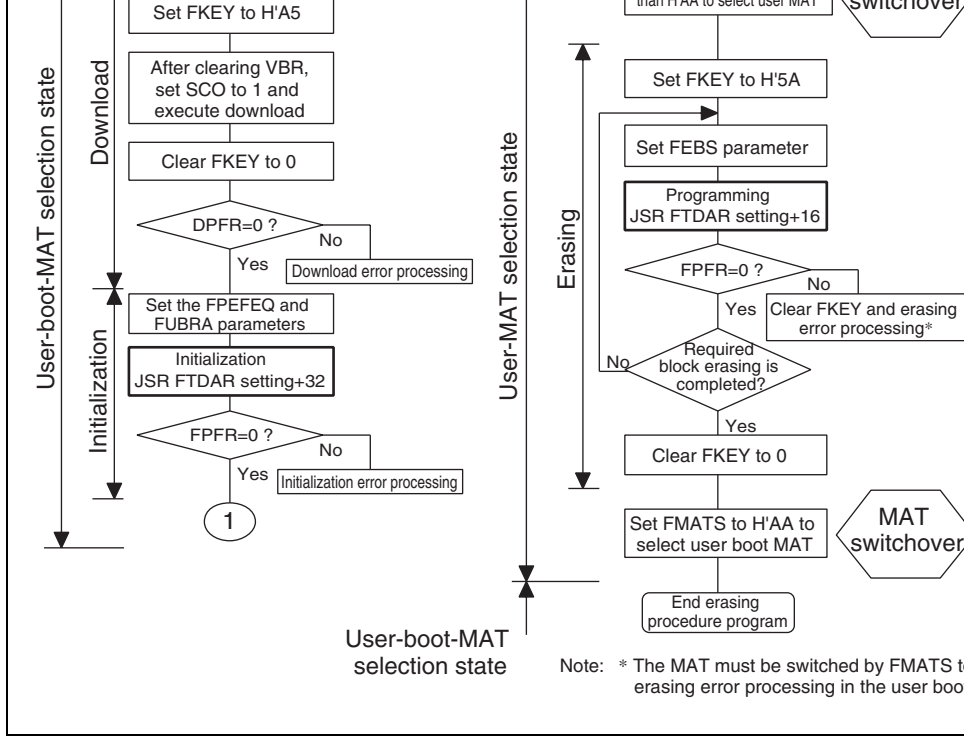 Set FKEY to H'A5
After clearing VBR,
set SCO to 1 and
execute download
Clear FKEY to 0
DPFR=0 ?
No
Yes
Download error processing
Set the FPEFEQ and
FUBRA parameters
Initialization
JSR FTDAR setting+32
FPFR=0 ?
No
Yes
Initialization error processing
1
User-boot-MAT selection state
Download
Initialization
than H'AA to select user MAT
switchover
Set FKEY to H'5A
Set FEBS parameter
Programming
JSR FTDAR setting+16
FPFR=0 ?
No
Yes
Clear FKEY and erasing
error processing*
Required
block erasing is
completed?
No
Yes
Clear FKEY to 0
Set FMATS to H'AA to
select user boot MAT
MAT
switchover
End erasing
procedure program
User-MAT selection state
Erasing
User-boot-MAT
selection state
Note: * The MAT must be switched by FMATS
erasing error processing in the user boo